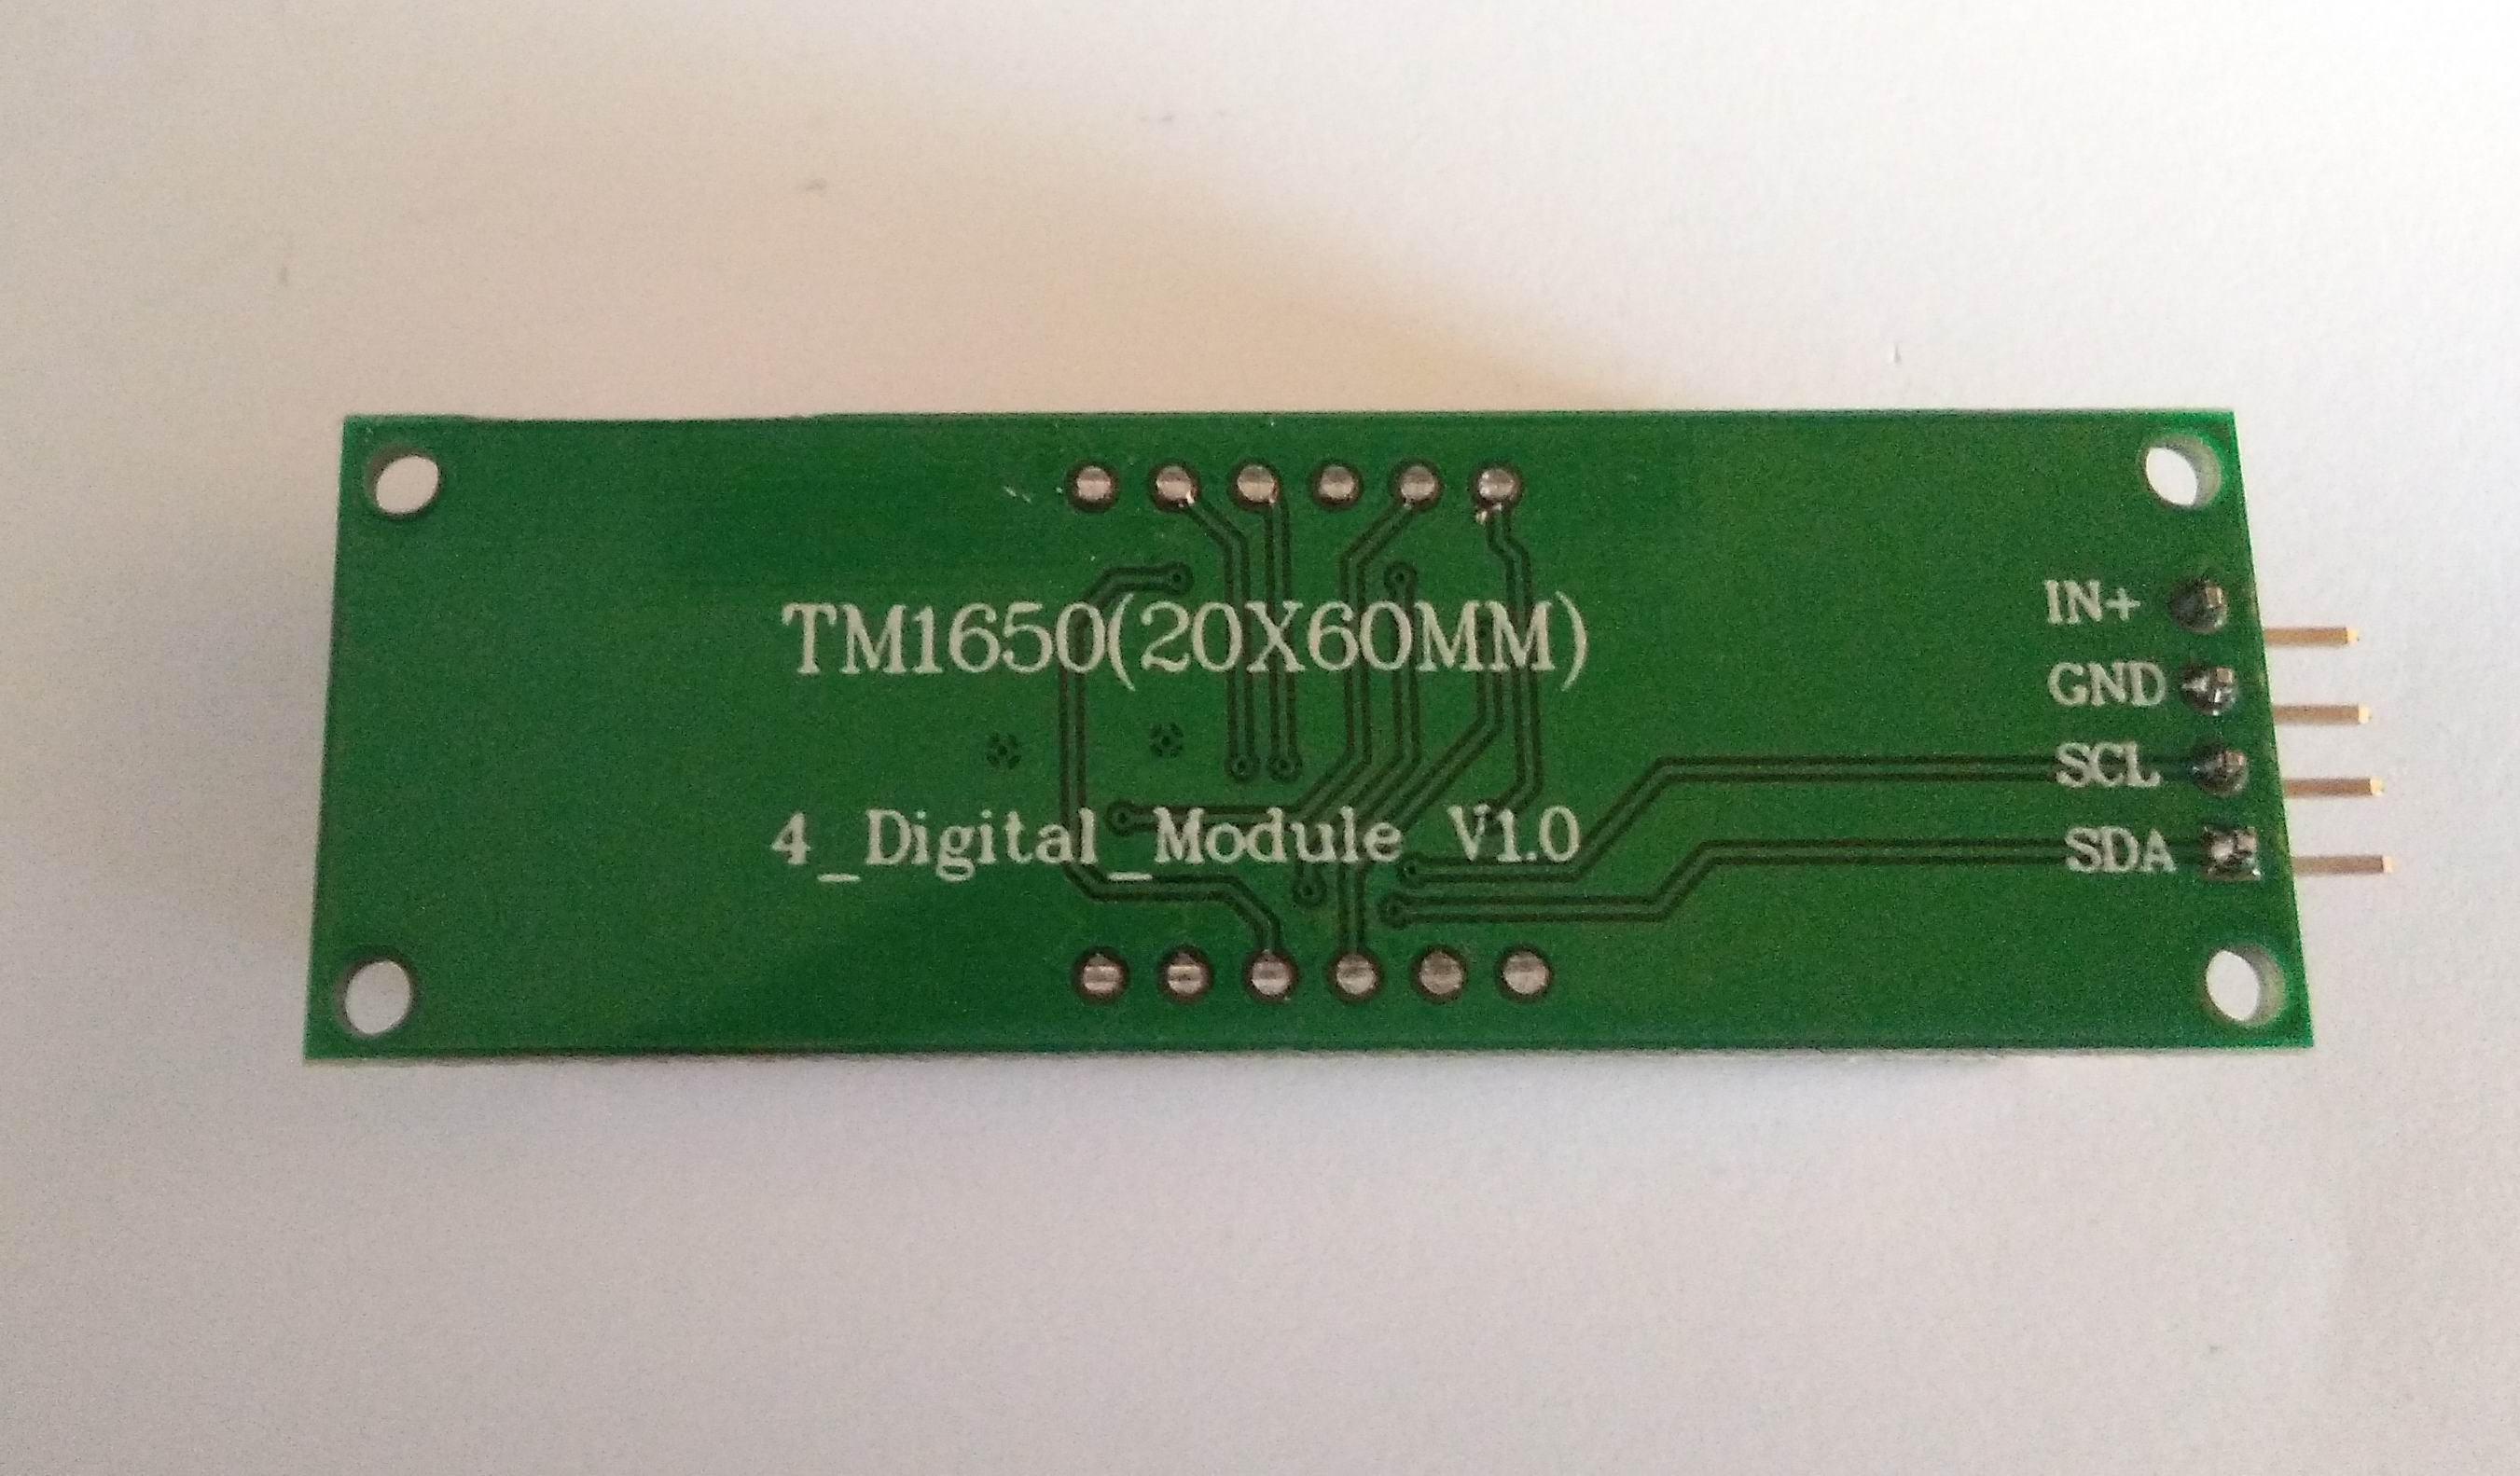 TM1650(20X60MM)
4_Digital_Module V1.0
IN+
GND
SCL
SDA